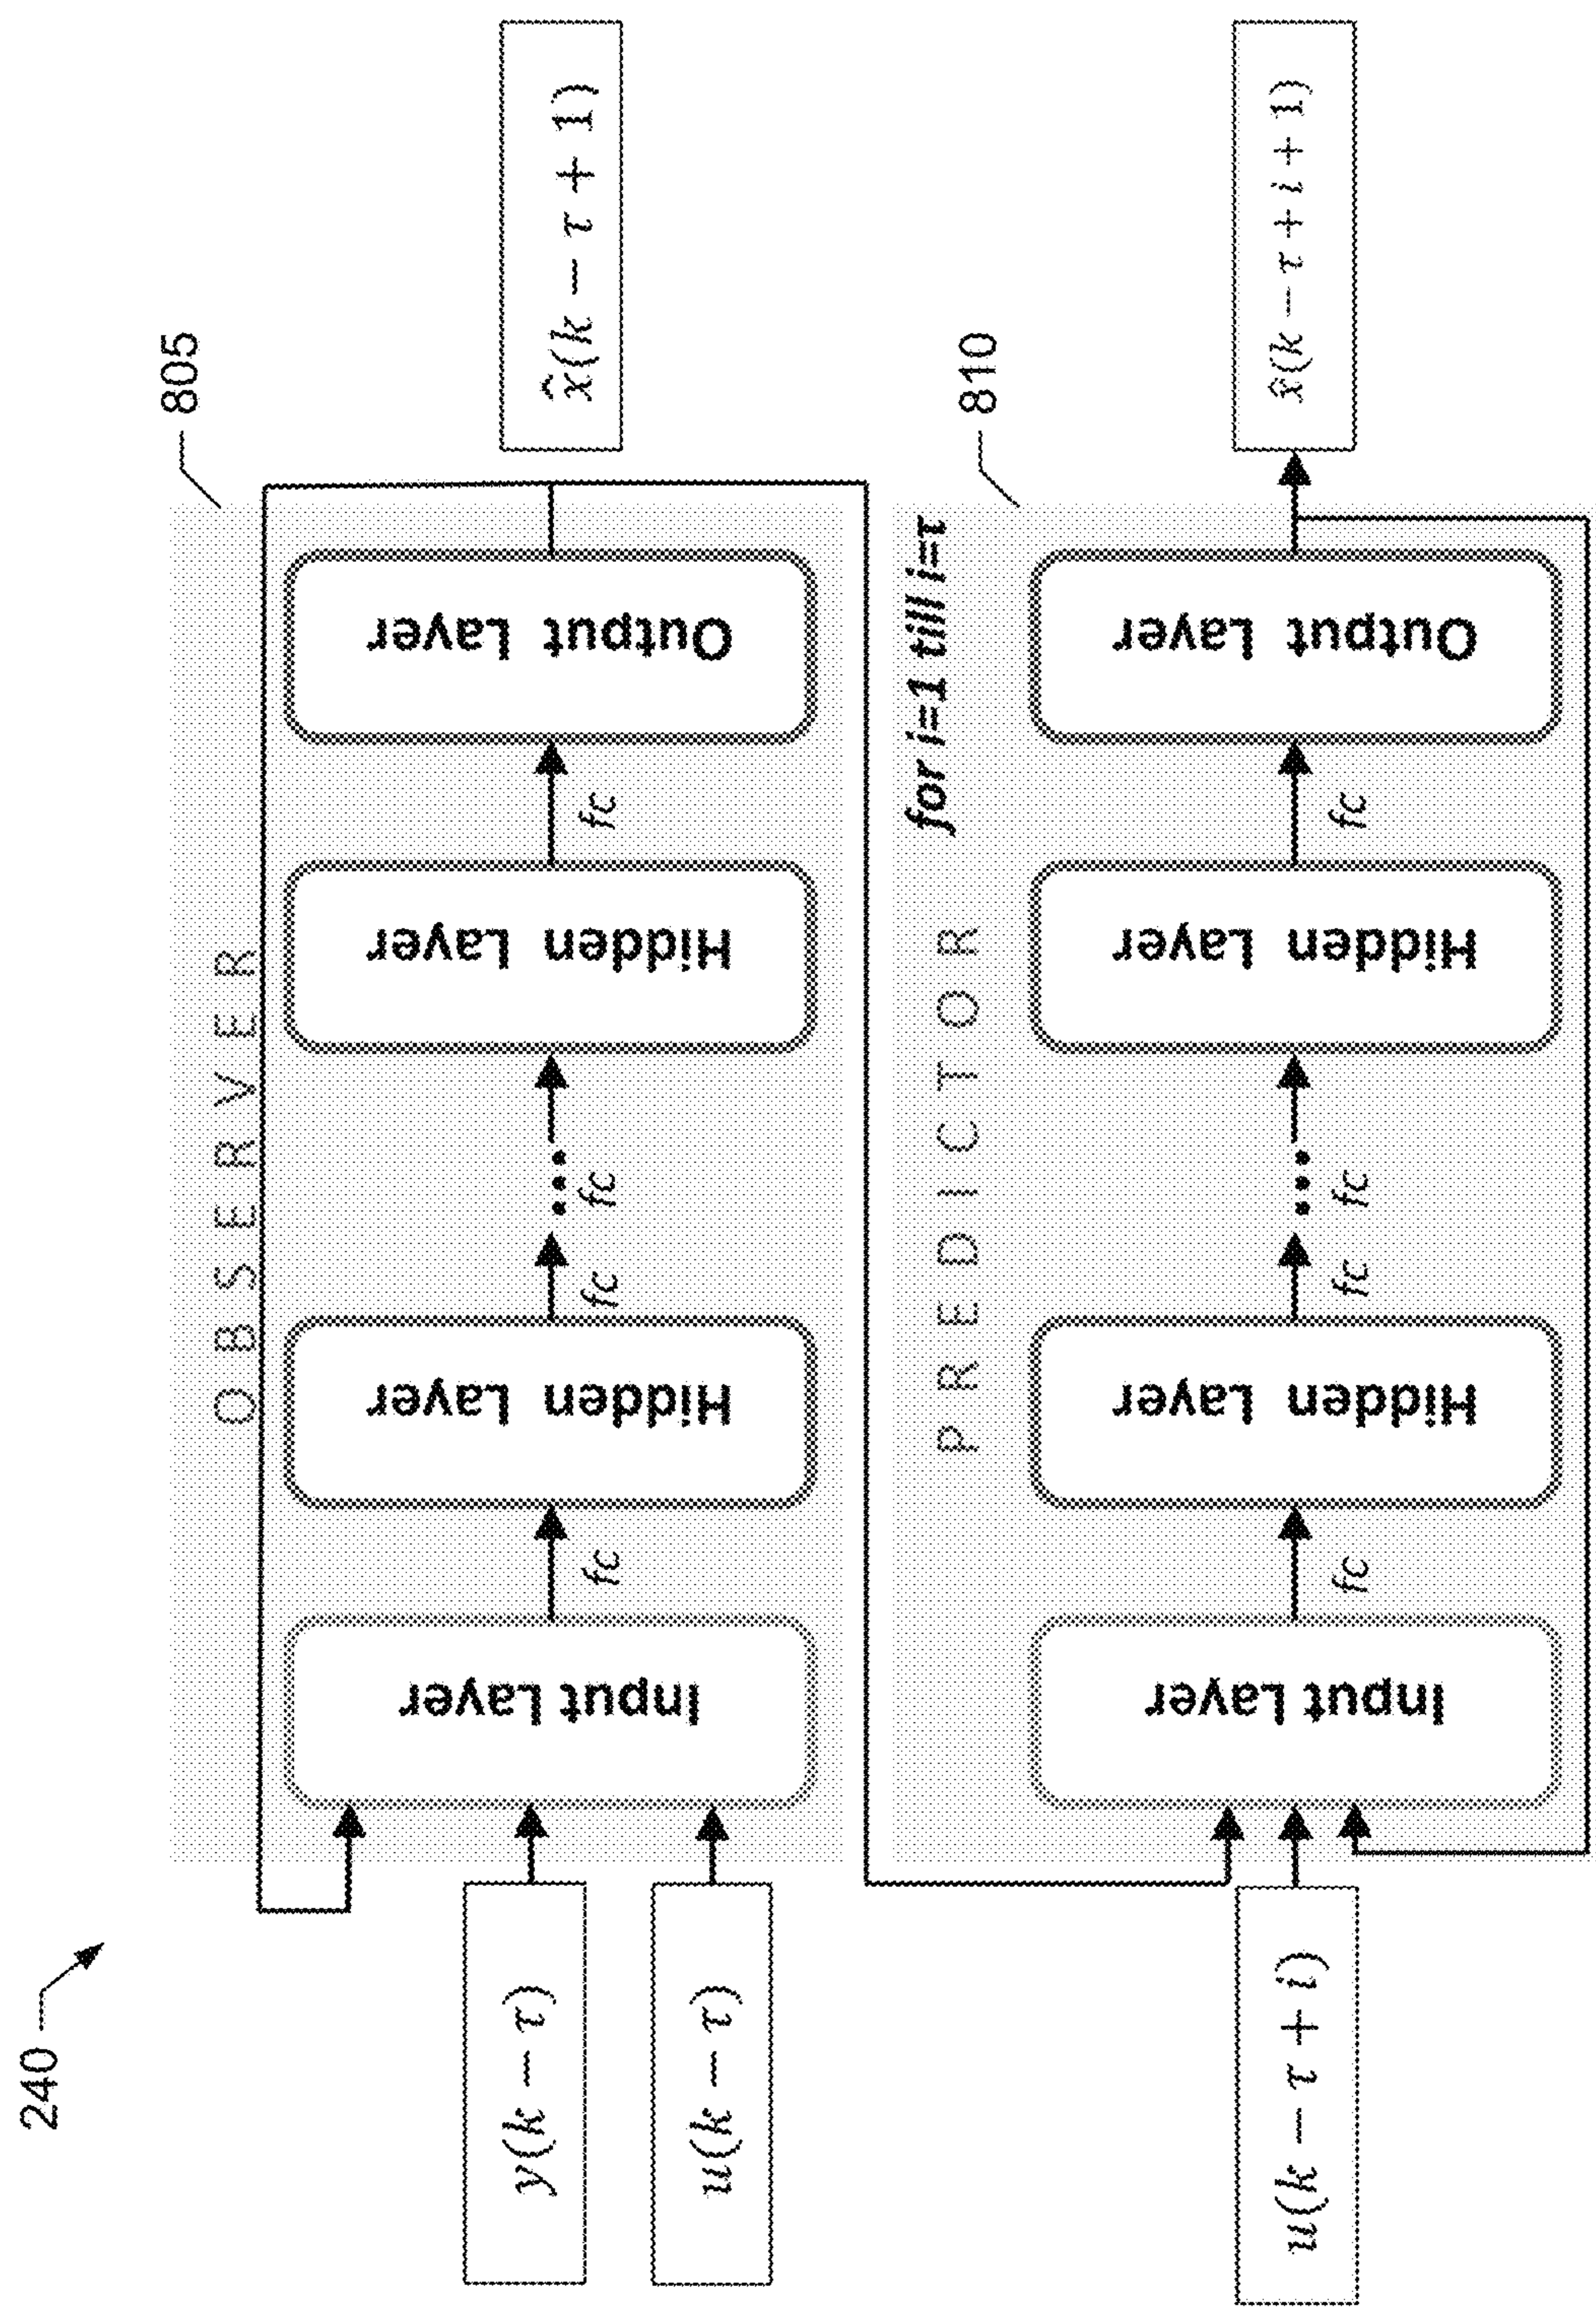 240
805
OBSERVER
y(k − τ)
u(k − τ)
Input Layer
fc
Hidden Layer
fc
...
fc
Hidden Layer
fc
Output Layer
x̂(k − τ + 1)
810
PREDICTOR
for i=1 till i=τ
u(k − τ + i)
Input Layer
fc
Hidden Layer
fc
...
fc
Hidden Layer
fc
Output Layer
x̂(k − τ + i + 1)